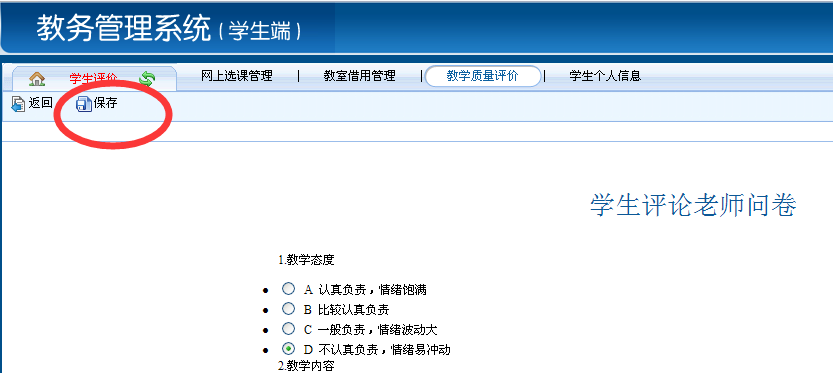 教务管理系统(学生端)
学生评价 网上选课管理 | 教室借用管理 | 教学质量评价 | 学生个人信息
返回 保存
学生评论老师问卷
1.教学态度
A 认真负责，情绪饱满
B 比较认真负责
C 一般负责，情绪波动大
D 不认真负责，情绪易冲动
2.教学内容